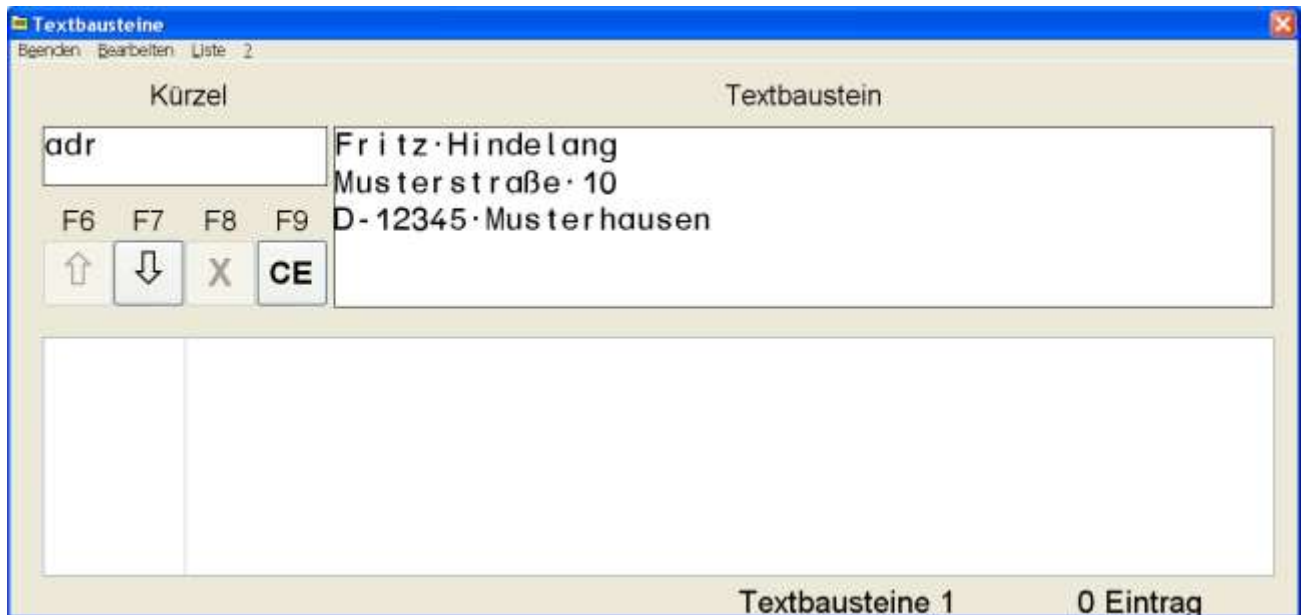 Textbausteine
Beenden Bearbeiten Liste ?
Kürzel Textbaustein
adr
Fritz·Hindelang
Musterstraße·10
D-12345·Musterhausen
F6 F7 F8 F9
X CE
Textbausteine 1 0 Eintrag